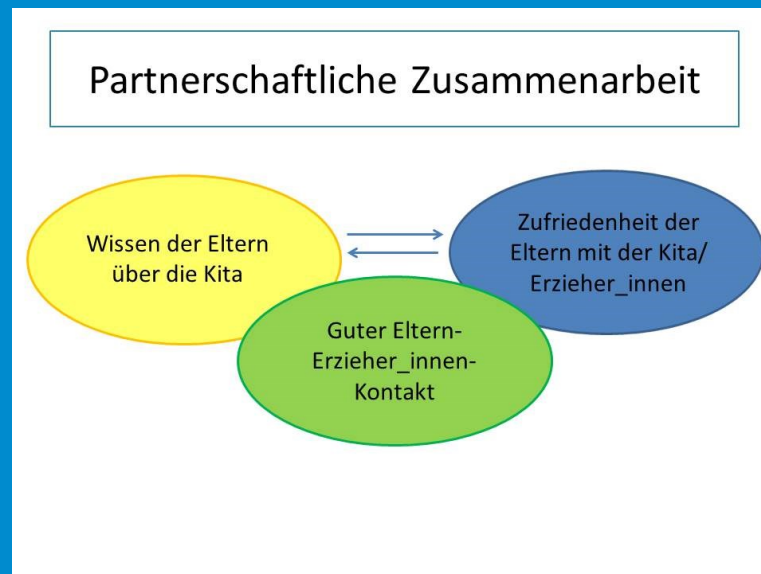 Partnerschaftliche Zusammenarbeit
Wissen der Eltern
über die Kita
Zufriedenheit der
Eltern mit der Kita/
Erzieher_innen
Guter Eltern-
Erzieher_innen-
Kontakt